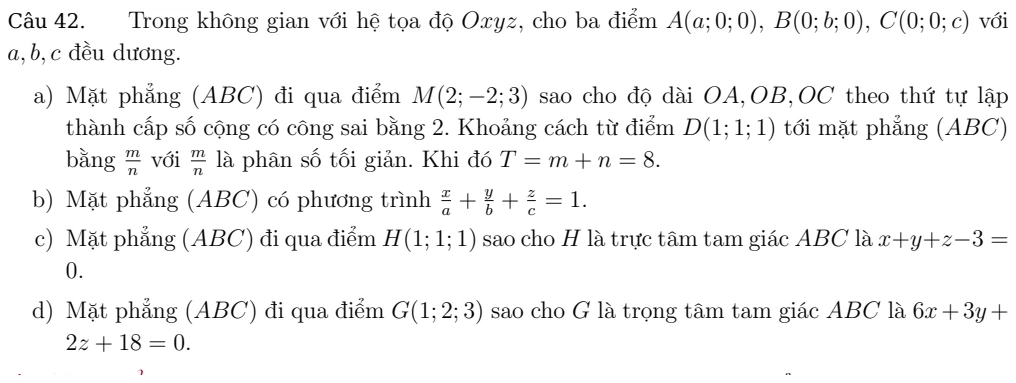 Câu 42. Trong không gian với hệ tọa độ Oxyz, cho ba điểm A(a; 0; 0), B(0; b; 0), C(0; 0; c) với
a, b, c đều dương.
a) Mặt phẳng (ABC) đi qua điểm M(2; −2; 3) sao cho độ dài OA, OB, OC theo thứ tự lập
thành cấp số cộng có công sai bằng 2. Khoảng cách từ điểm D(1; 1; 1) tới mặt phẳng (ABC)
bằng m/n với m/n là phân số tối giản. Khi đó T = m + n = 8.
b) Mặt phẳng (ABC) có phương trình x/a + y/b + z/c = 1.
c) Mặt phẳng (ABC) đi qua điểm H(1; 1; 1) sao cho H là trực tâm tam giác ABC là x+y+z−3 =
0.
d) Mặt phẳng (ABC) đi qua điểm G(1; 2; 3) sao cho G là trọng tâm tam giác ABC là 6x + 3y +
2z + 18 = 0.